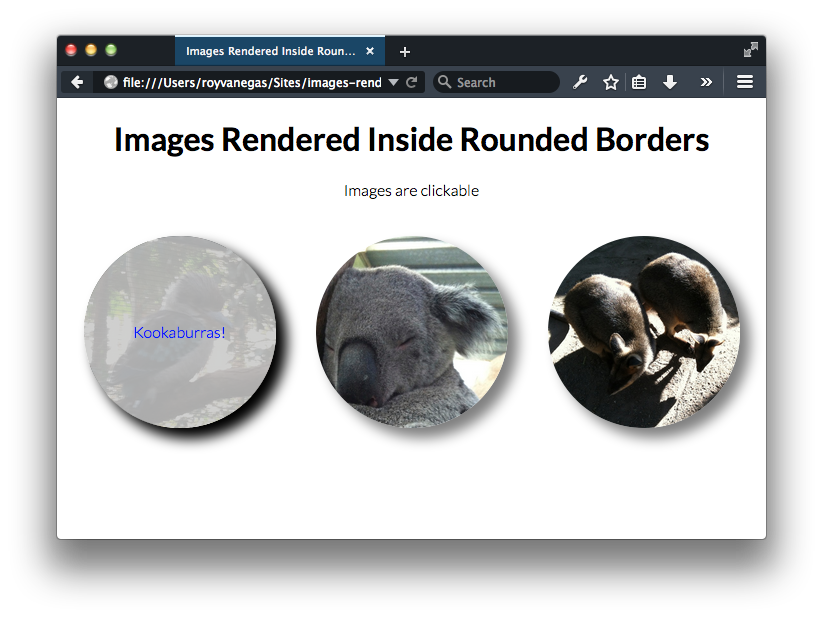 Images Rendered Inside Roun...
file:///Users/royvanegas/Sites/images-rend
Search
Images Rendered Inside Rounded Borders
Images are clickable
Kookaburras!